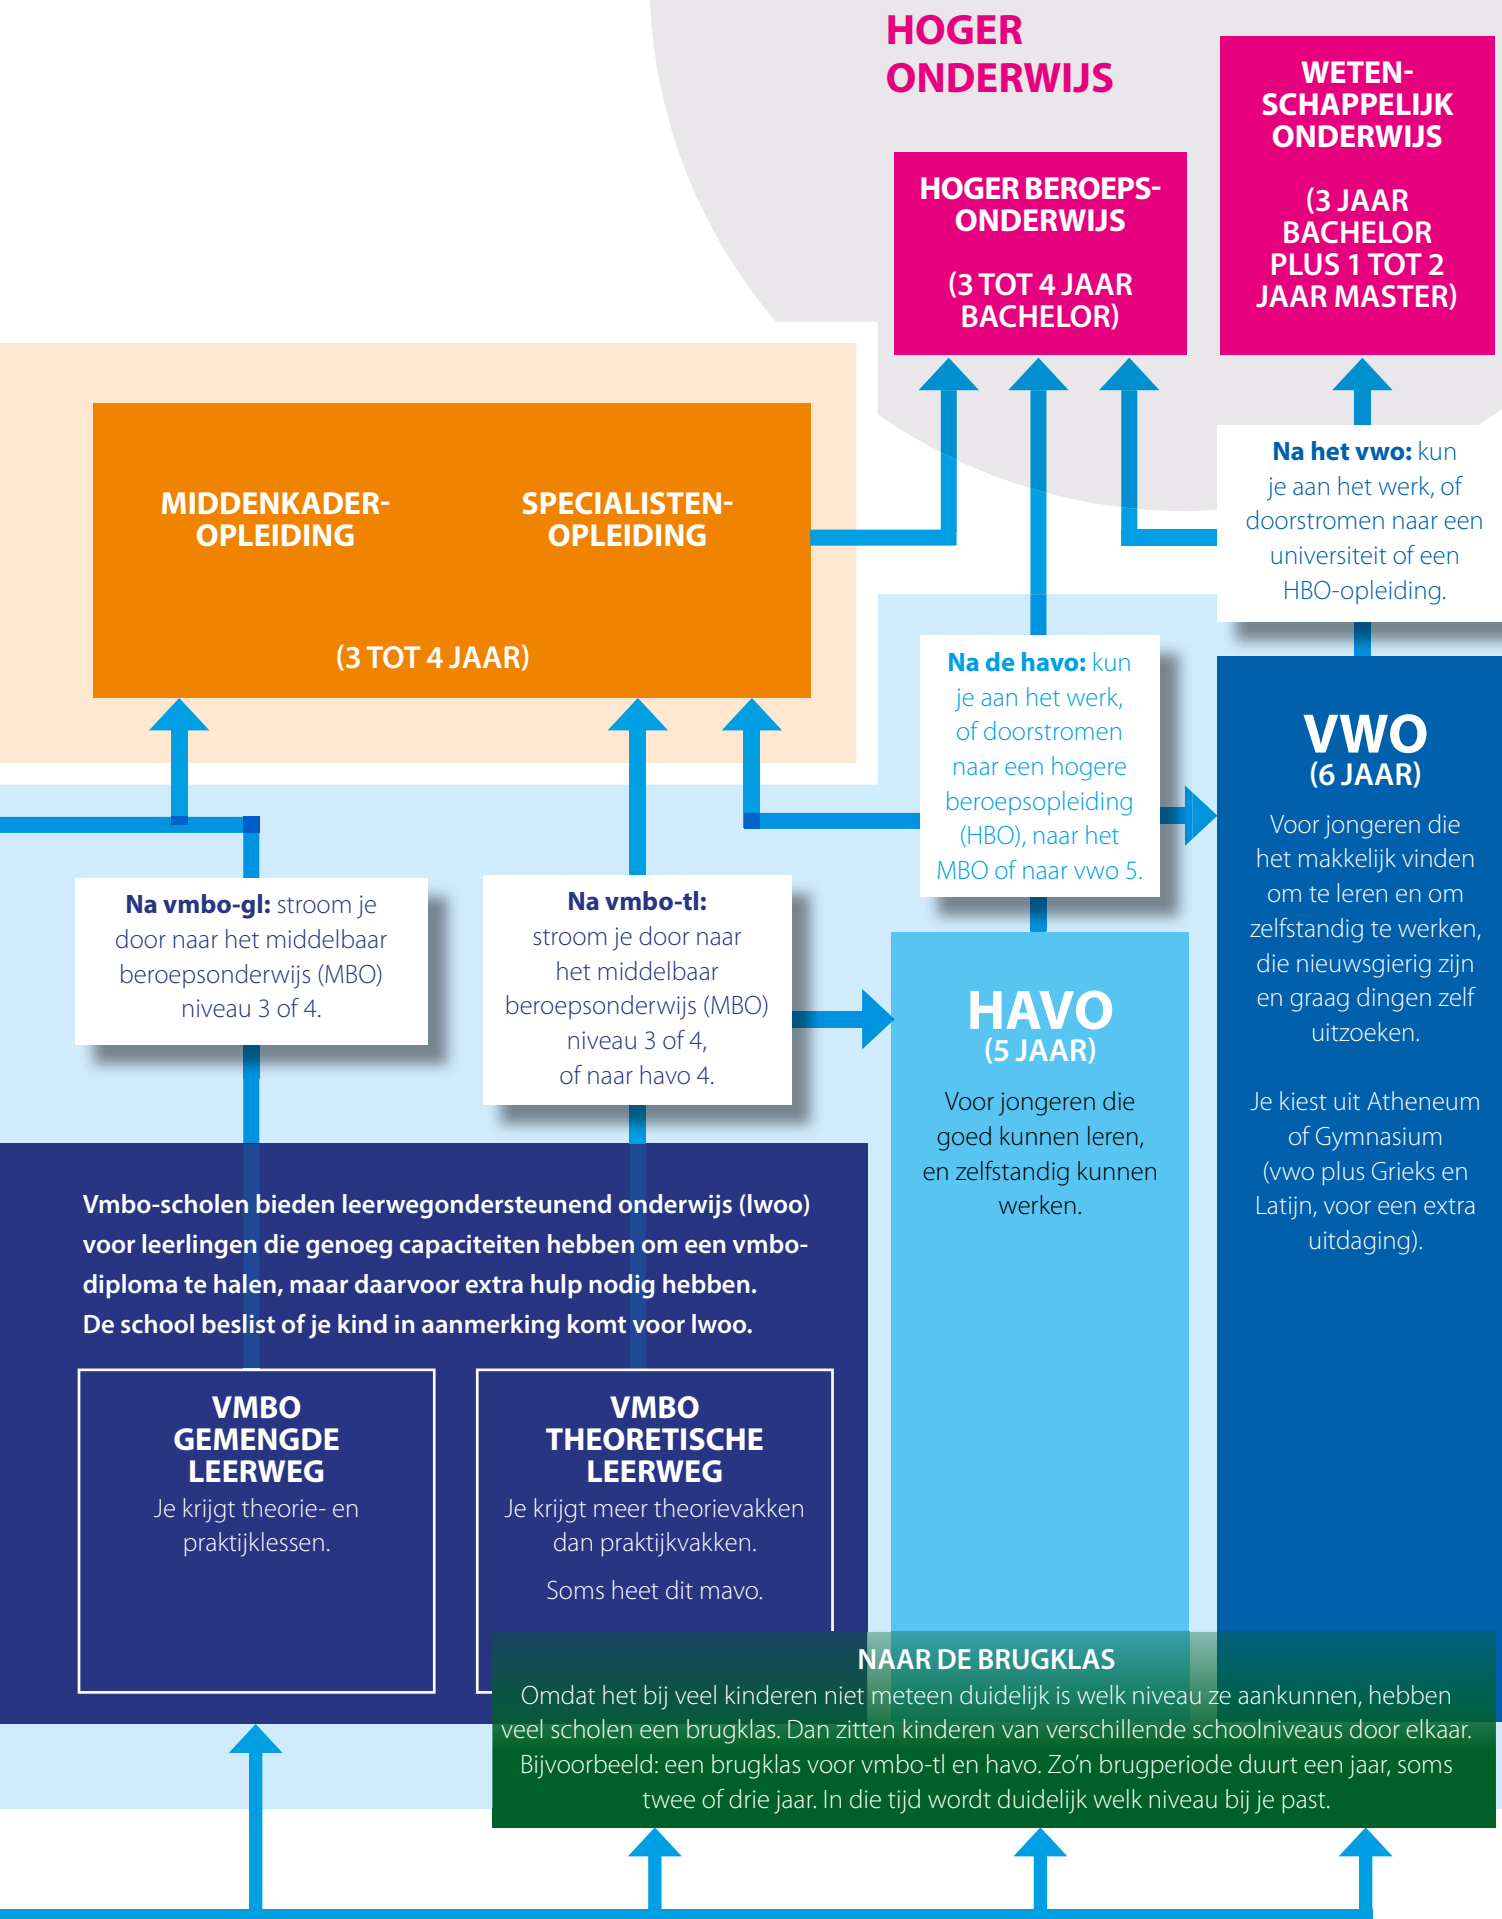 HOGER
ONDERWIJS
WETEN-
SCHAPPELIJK
ONDERWIJS
(3 JAAR
BACHELOR
PLUS 1 TOT 2
JAAR MASTER)
HOGER BEROEPS-
ONDERWIJS
(3 TOT 4 JAAR
BACHELOR)
MIDDENKADER-
OPLEIDING
SPECIALISTEN-
OPLEIDING
(3 TOT 4 JAAR)
Na het vwo: kun
je aan het werk, of
doorstromen naar een
universiteit of een
HBO-opleiding.
Na de havo: kun
je aan het werk,
of doorstromen
naar een hogere
beroepsopleiding
(HBO), naar het
MBO of naar vwo 5.
VWO
(6 JAAR)
Voor jongeren die
het makkelijk vinden
om te leren en om
zelfstandig te werken,
die nieuwsgierig zijn
en graag dingen zelf
uitzoeken.
Je kiest uit Atheneum
of Gymnasium
(vwo plus Grieks en
Latijn, voor een extra
uitdaging).
Na vmbo-gl: stroom je
door naar het middelbaar
beroepsonderwijs (MBO)
niveau 3 of 4.
Na vmbo-tl:
stroom je door naar
het middelbaar
beroepsonderwijs (MBO)
niveau 3 of 4,
of naar havo 4.
HAVO
(5 JAAR)
Voor jongeren die
goed kunnen leren,
en zelfstandig kunnen
werken.
Vmbo-scholen bieden leerwegondersteunend onderwijs (lwoo)
voor leerlingen die genoeg capaciteiten hebben om een vmbo-
diploma te halen, maar daarvoor extra hulp nodig hebben.
De school beslist of je kind in aanmerking komt voor lwoo.
VMBO
GEMENGDE
LEERWEG
Je krijgt theorie- en
praktijklessen.
VMBO
THEORETISCHE
LEERWEG
Je krijgt meer theorievakken
dan praktijkvakken.
Soms heet dit mavo.
NAAR DE BRUGKLAS
Omdat het bij veel kinderen niet meteen duidelijk is welk niveau ze aankunnen, hebben
veel scholen een brugklas. Dan zitten kinderen van verschillende schoolniveaus door elkaar.
Bijvoorbeeld: een brugklas voor vmbo-tl en havo. Zo'n brugperiode duurt een jaar, soms
twee of drie jaar. In die tijd wordt duidelijk welk niveau bij je past.